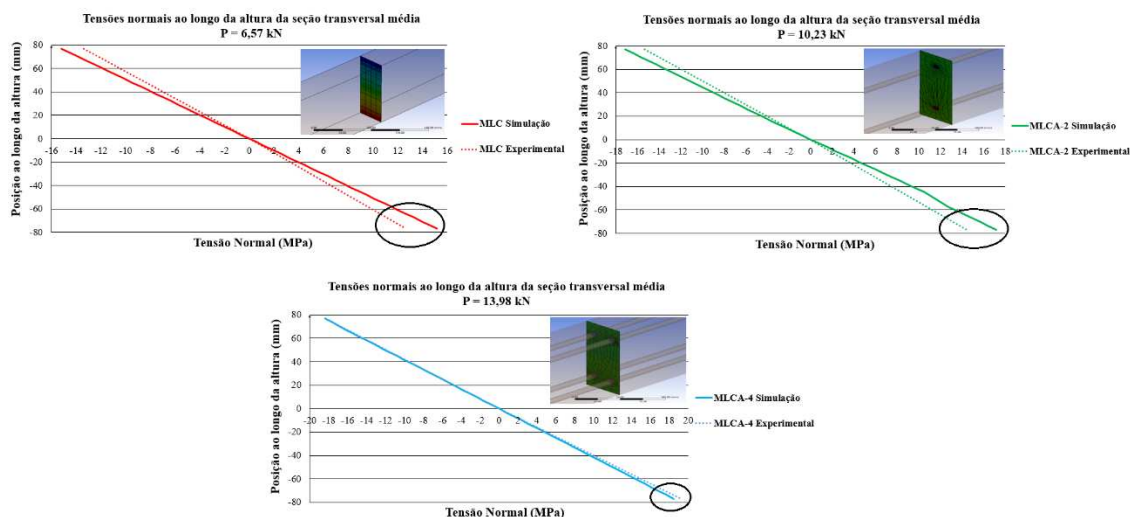 Tensões normais ao longo da altura da seção transversal média
P = 6,57 kN
Posição ao longo da altura (mm)
80
60
40
20
0
-20
-40
-60
-80
-16 -14 -12 -10 -8 -6 -4 -2 0 2 4 6 8 10 12 14 16
MLC Simulação
MLC Experimental
Tensão Normal (MPa)
Tensões normais ao longo da altura da seção transversal média
P = 10,23 kN
Posição ao longo da altura (mm)
80
60
40
20
0
-20
-40
-60
-80
-18 -16 -14 -12 -10 -8 -6 -4 -2 0 2 4 6 8 10 12 14 16 18
MLCA-2 Simulação
MLCA-2 Experimental
Tensão Normal (MPa)
Tensões normais ao longo da altura da seção transversal média
P = 13,98 kN
Posição ao longo da altura (mm)
80
60
40
20
0
-20
-40
-60
-80
-20 -18 -16 -14 -12 -10 -8 -6 -4 -2 0 2 4 6 8 10 12 14 16 18 20
MLCA-4 Simulação
MLCA-4 Experimental
Tensão Normal (MPa)